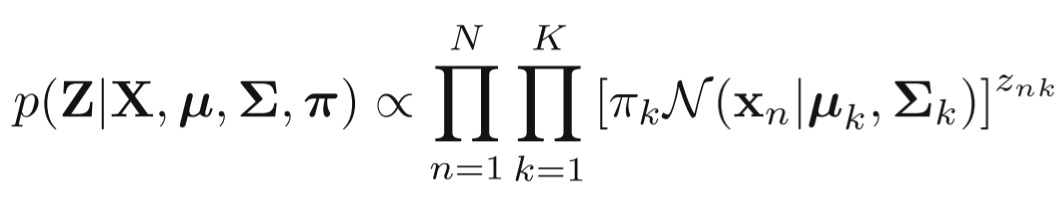 p(𝐙|𝐗, 𝝁, 𝚺, 𝝅) ∝ ∏_{n=1}^{N} ∏_{k=1}^{K} [π_k 𝒩(𝐱_n|𝝁_k, 𝚺_k)]^{z_{nk}}